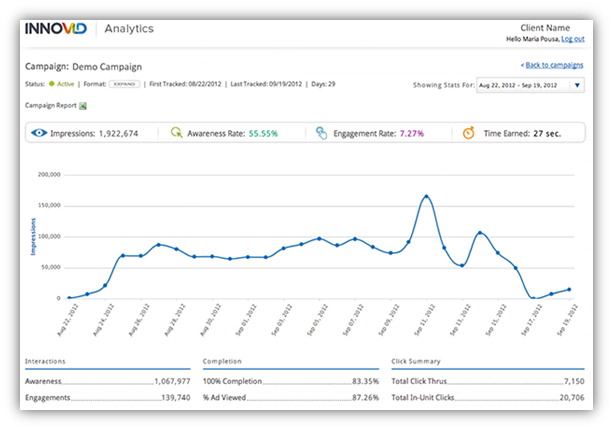 INNOVID Analytics
Client Name
Hello Maria Pousa, Log out
Campaign: Demo Campaign
< Back to campaigns
Status: Active | Format: EXPAND | First Tracked: 08/22/2012 | Last Tracked: 09/19/2012 | Days: 29
Showing Stats For: Aug 22, 2012 - Sep 19, 2012
Campaign Report
Impressions: 1,922,674
Awareness Rate: 55.55%
Engagement Rate: 7.27%
Time Earned: 27 sec.
200,000
150,000
100,000
50,000
0
Impressions
Aug 22, 2012
Aug 24, 2012
Aug 26, 2012
Aug 28, 2012
Aug 30, 2012
Sep 01, 2012
Sep 03, 2012
Sep 05, 2012
Sep 07, 2012
Sep 09, 2012
Sep 11, 2012
Sep 13, 2012
Sep 15, 2012
Sep 17, 2012
Sep 19, 2012
Interactions
Awareness 1,067,977
Engagements 139,740
Completion
100% Completion 83.35%
% Ad Viewed 87.26%
Click Summary
Total Click Thrus 7,150
Total In-Unit Clicks 20,706